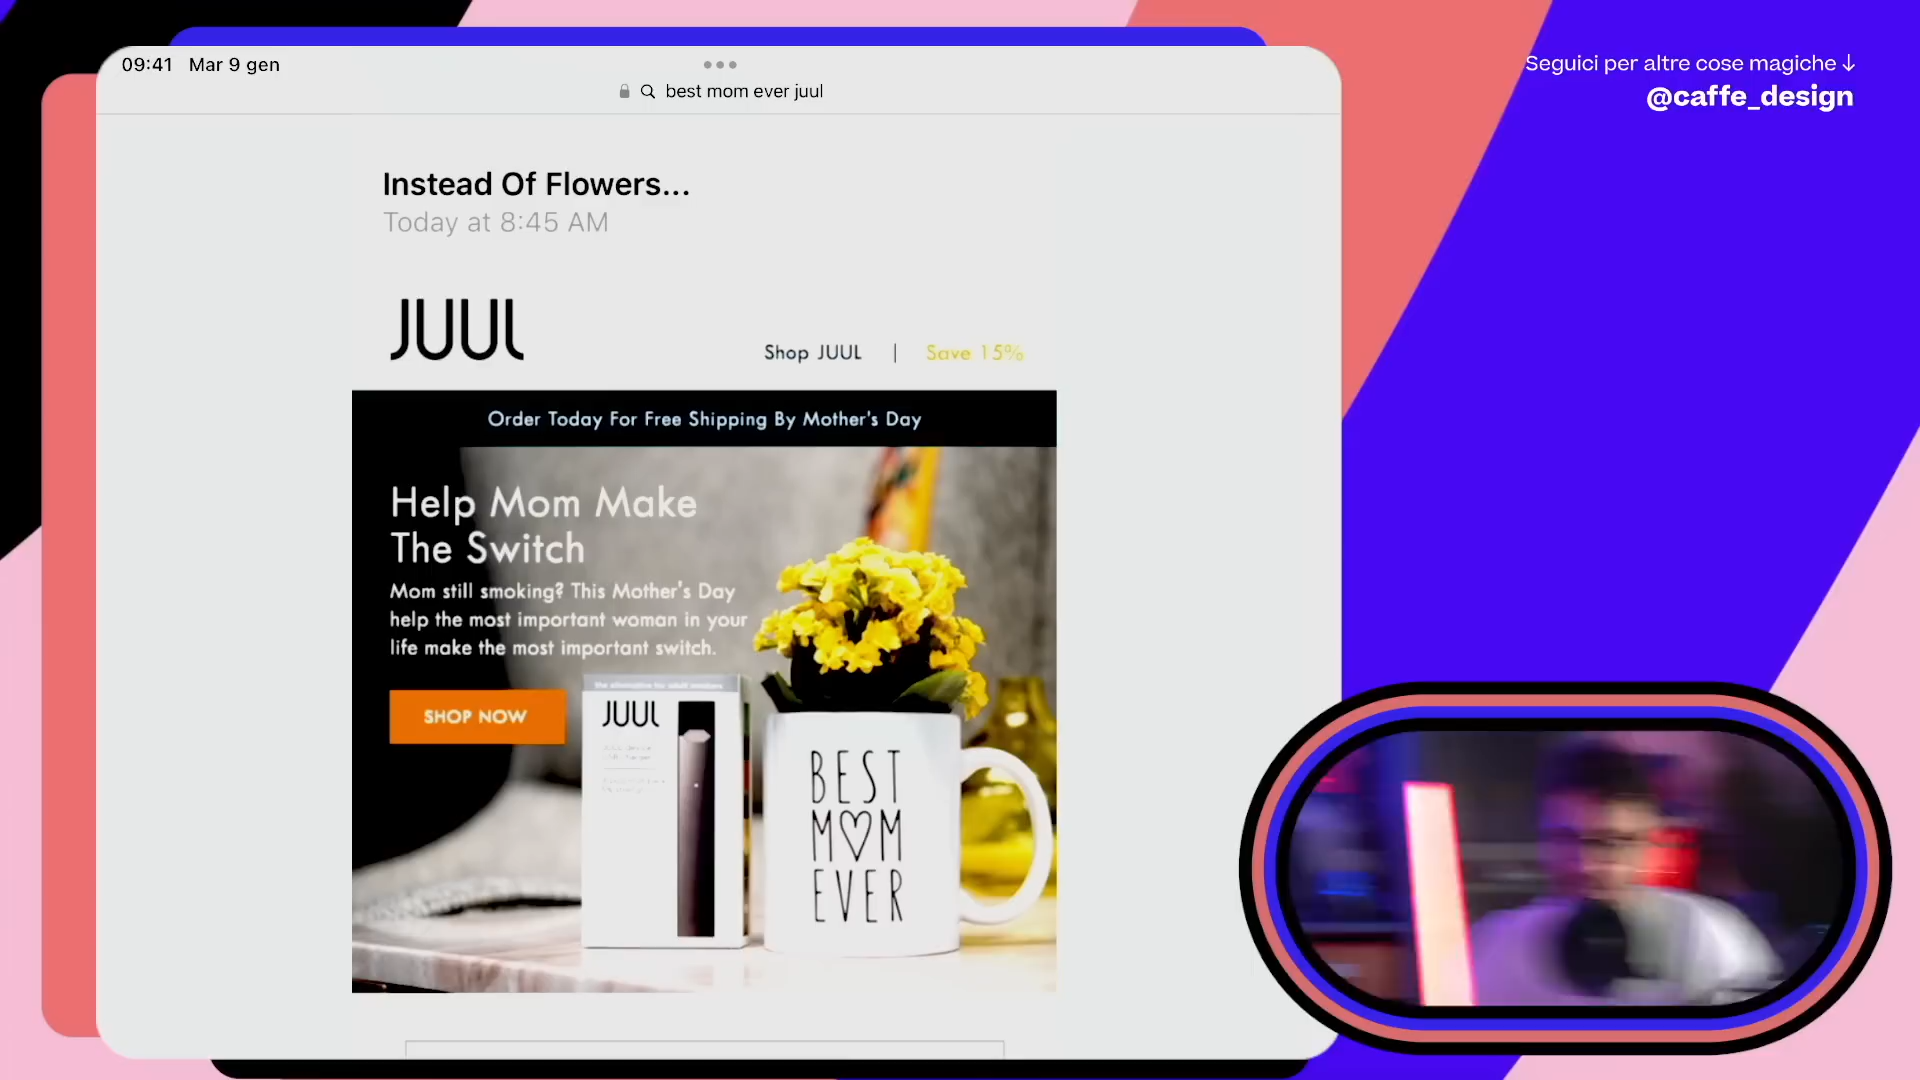 09:41 Mar 9 gen
best mom ever juul
Seguici per altre cose magiche ↓
@caffe_design
Instead Of Flowers...
Today at 8:45 AM
JUUL
Shop JUUL | Save 15%
Order Today For Free Shipping By Mother's Day
Help Mom Make
The Switch
Mom still smoking? This Mother's Day
help the most important woman in your
life make the most important switch.
SHOP NOW
JUUL
BEST
M♡M
EVER